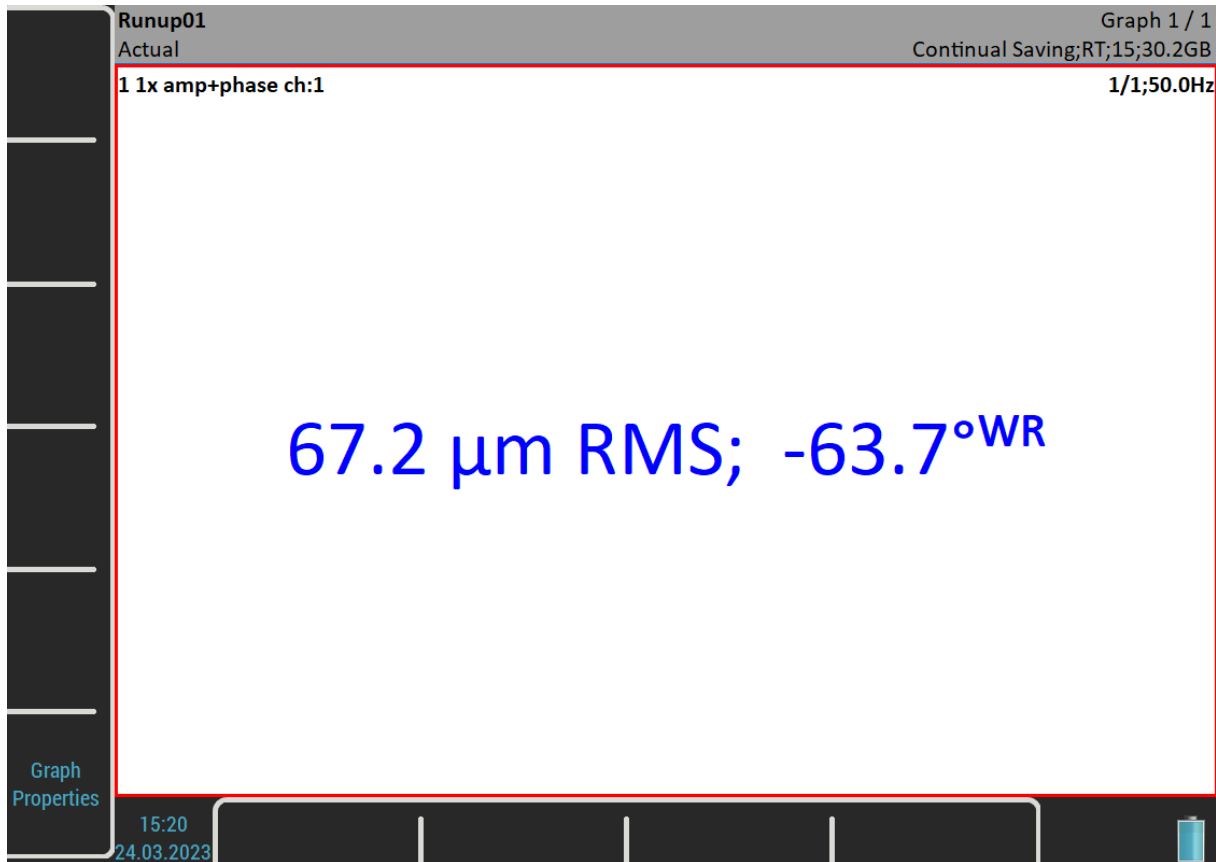 Runup01
Graph 1 / 1
Actual
Continual Saving;RT;15;30.2GB
1 1x amp+phase ch:1
1/1;50.0Hz
67.2 µm RMS; -63.7°WR
Graph
Properties
15:20
24.03.2023